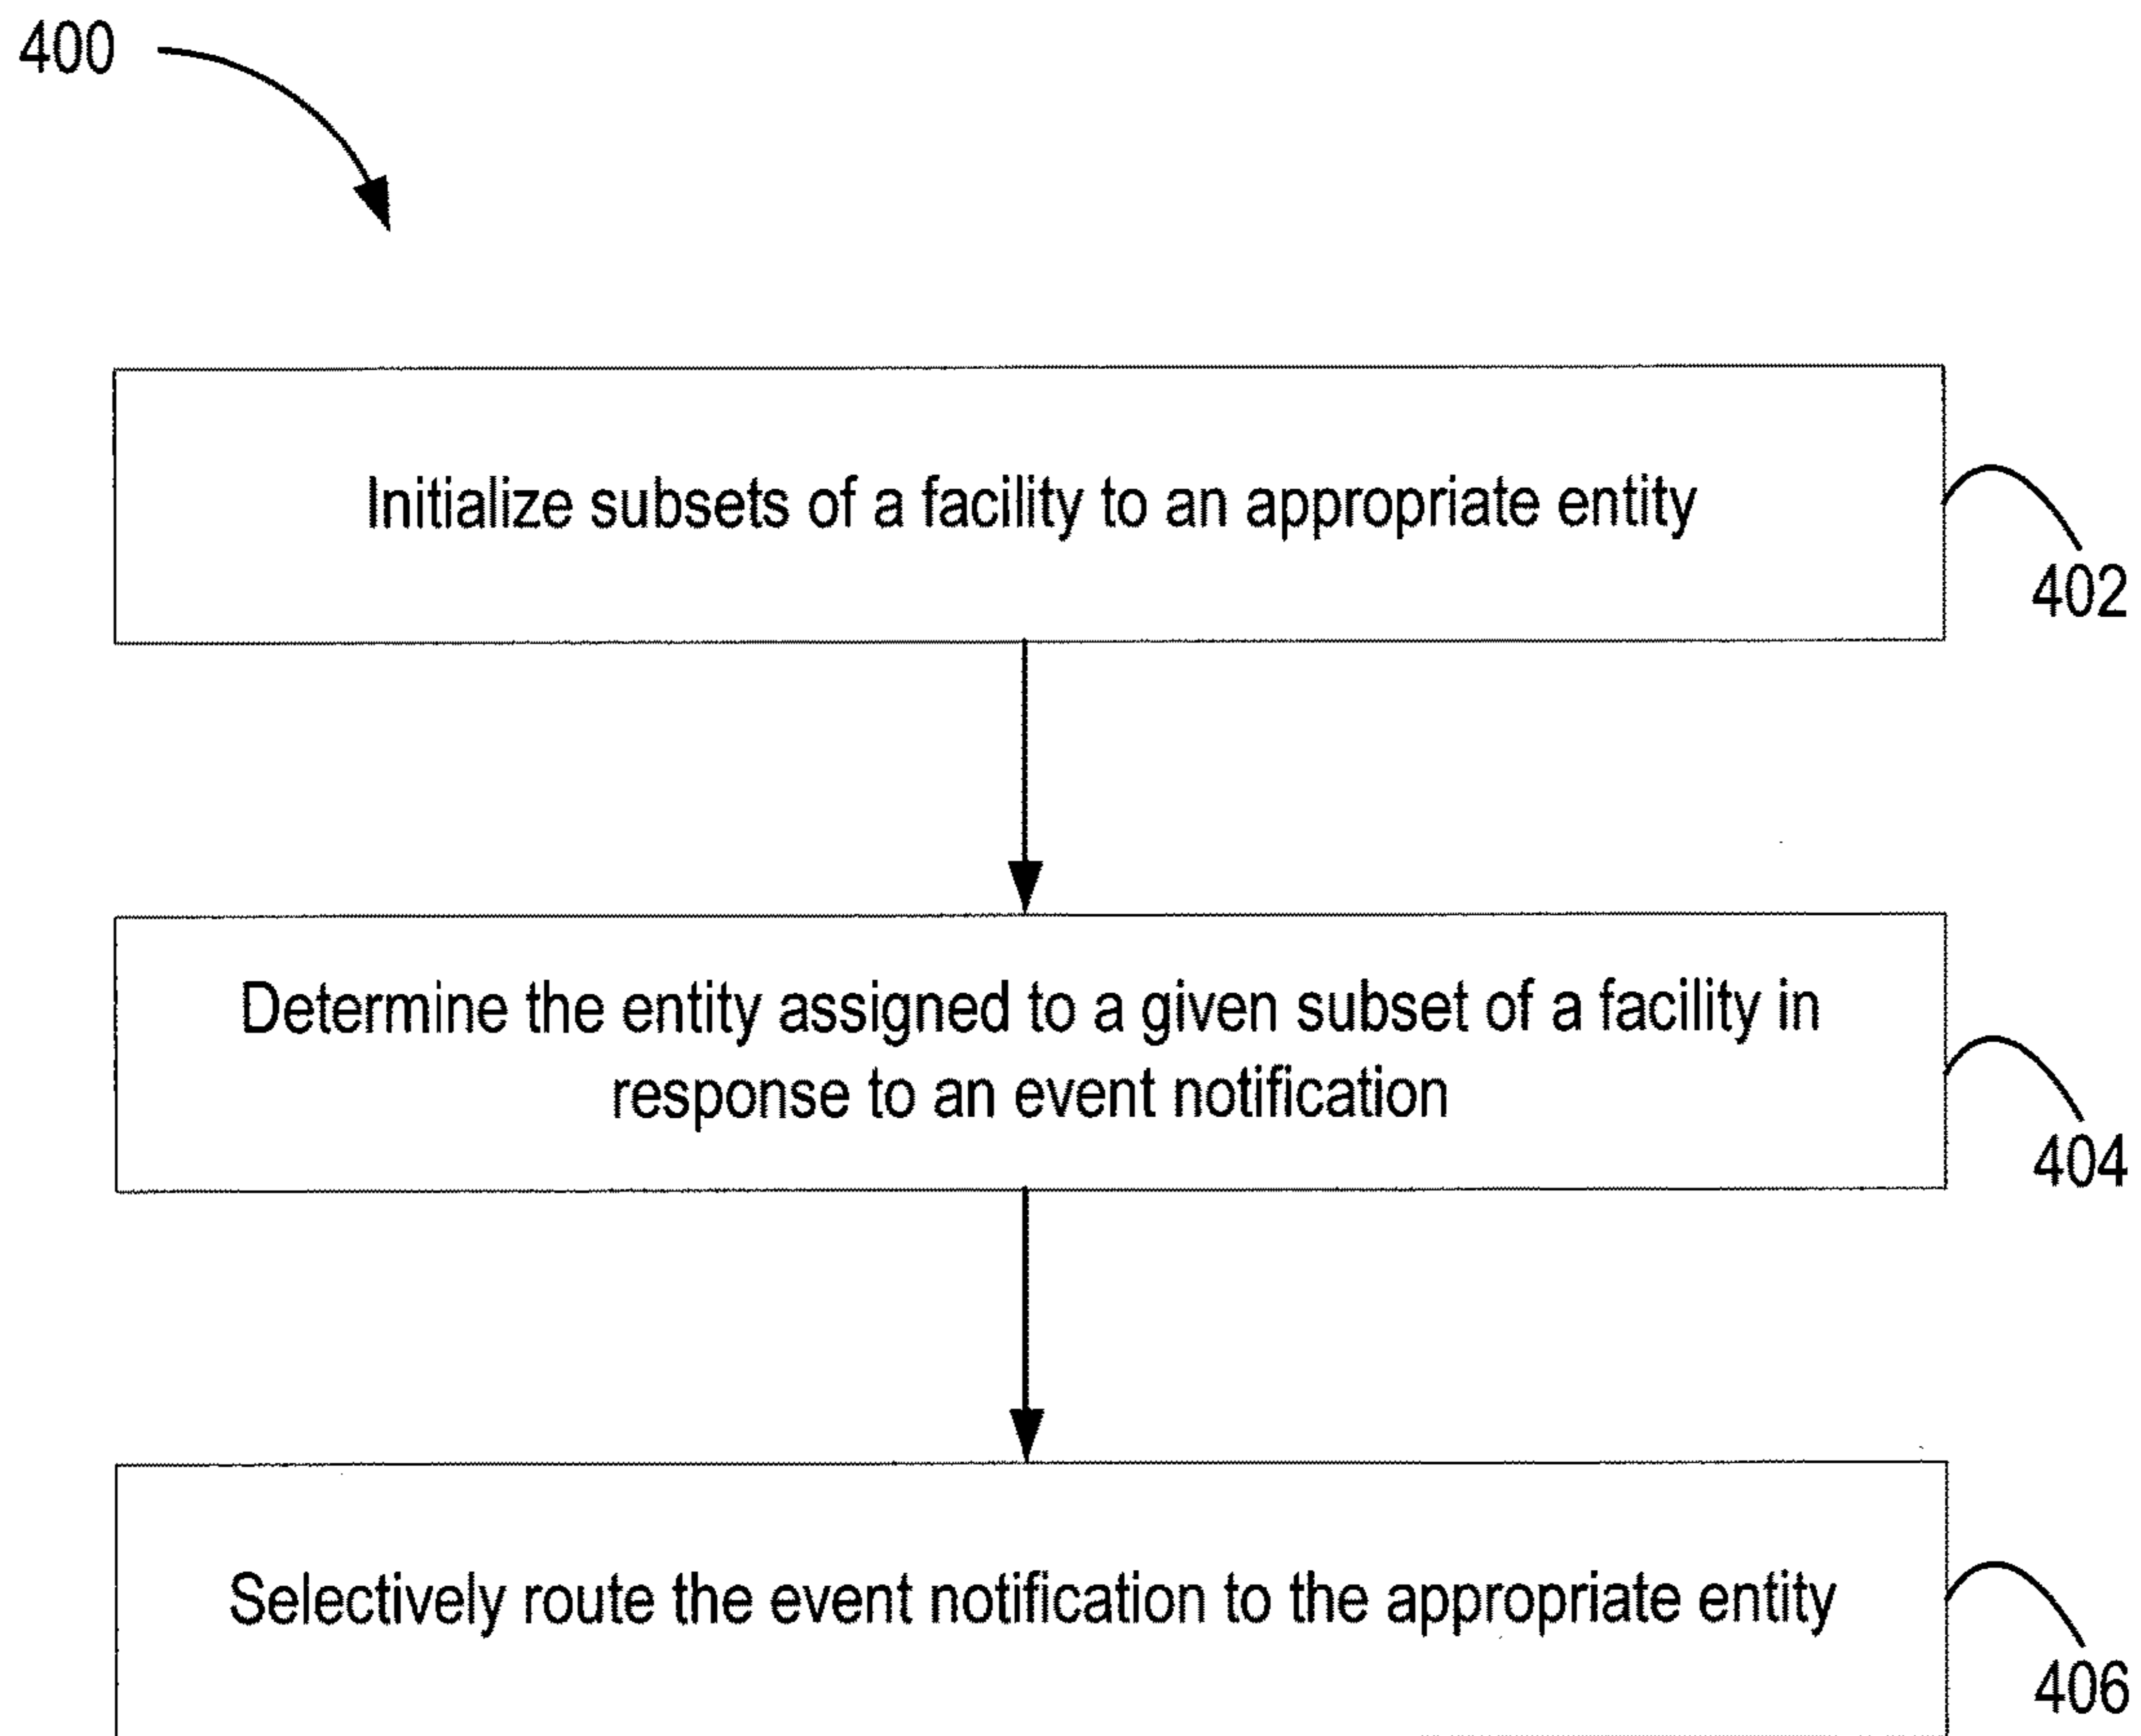 400
Initialize subsets of a facility to an appropriate entity
402
Determine the entity assigned to a given subset of a facility in
response to an event notification
404
Selectively route the event notification to the appropriate entity
406